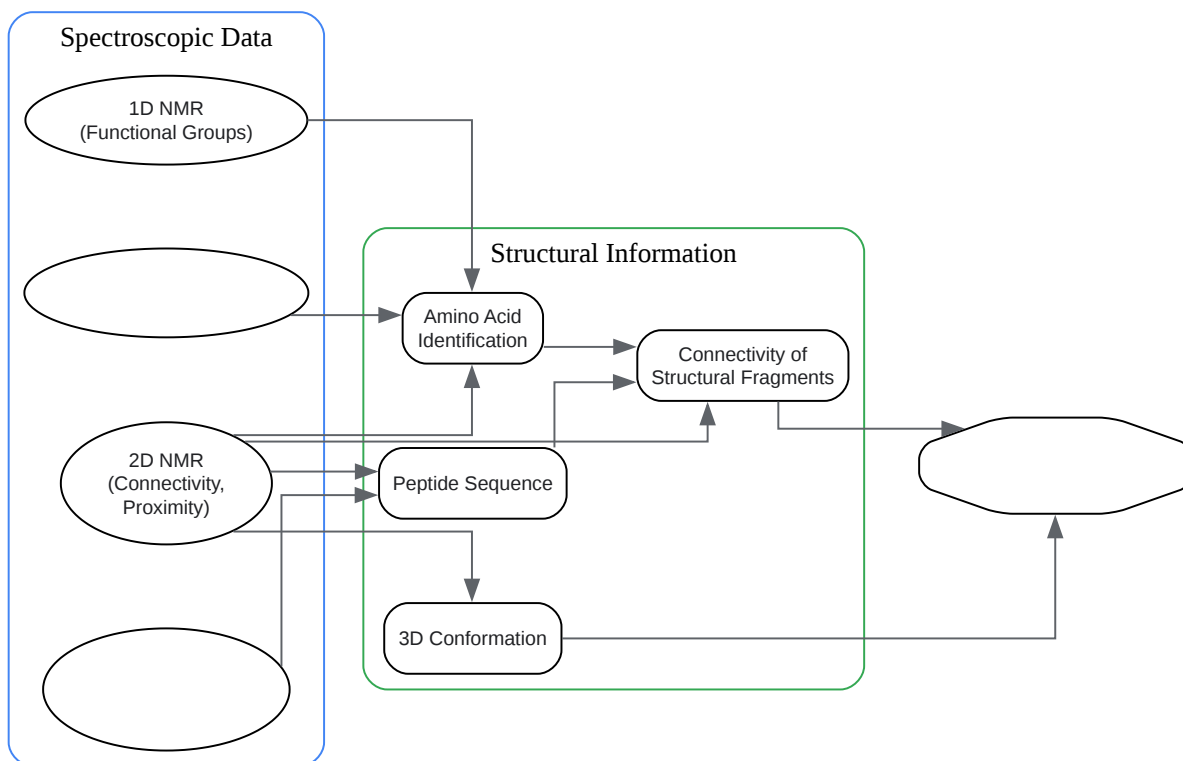 Spectroscopic Data
1D NMR
(Functional Groups)
Structural Information
Amino Acid
Identification
Connectivity of
Structural Fragments
2D NMR
(Connectivity,
Proximity)
Peptide Sequence
3D Conformation